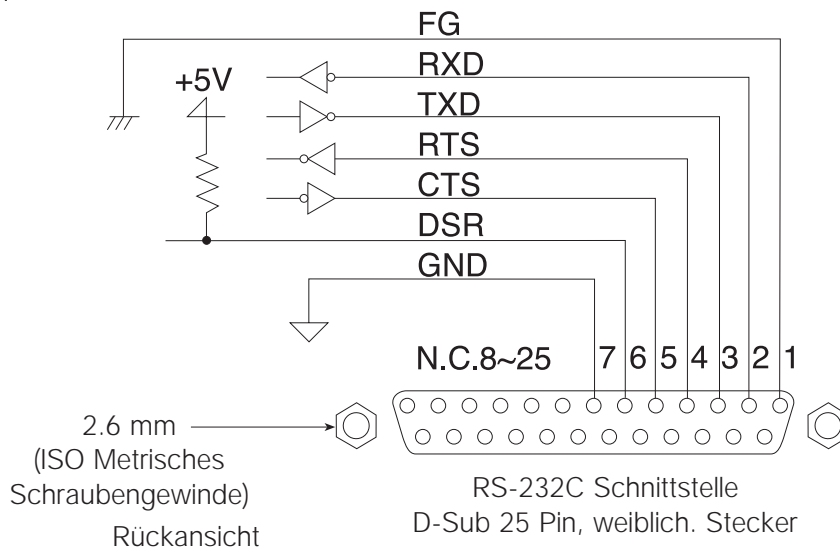 FG
RXD
+5V
TXD
RTS
CTS
DSR
GND
N.C.8~25 7 6 5 4 3 2 1
2.6 mm
(ISO Metrisches
Schraubengewinde)
Rückansicht
RS-232C Schnittstelle
D-Sub 25 Pin, weiblich. Stecker